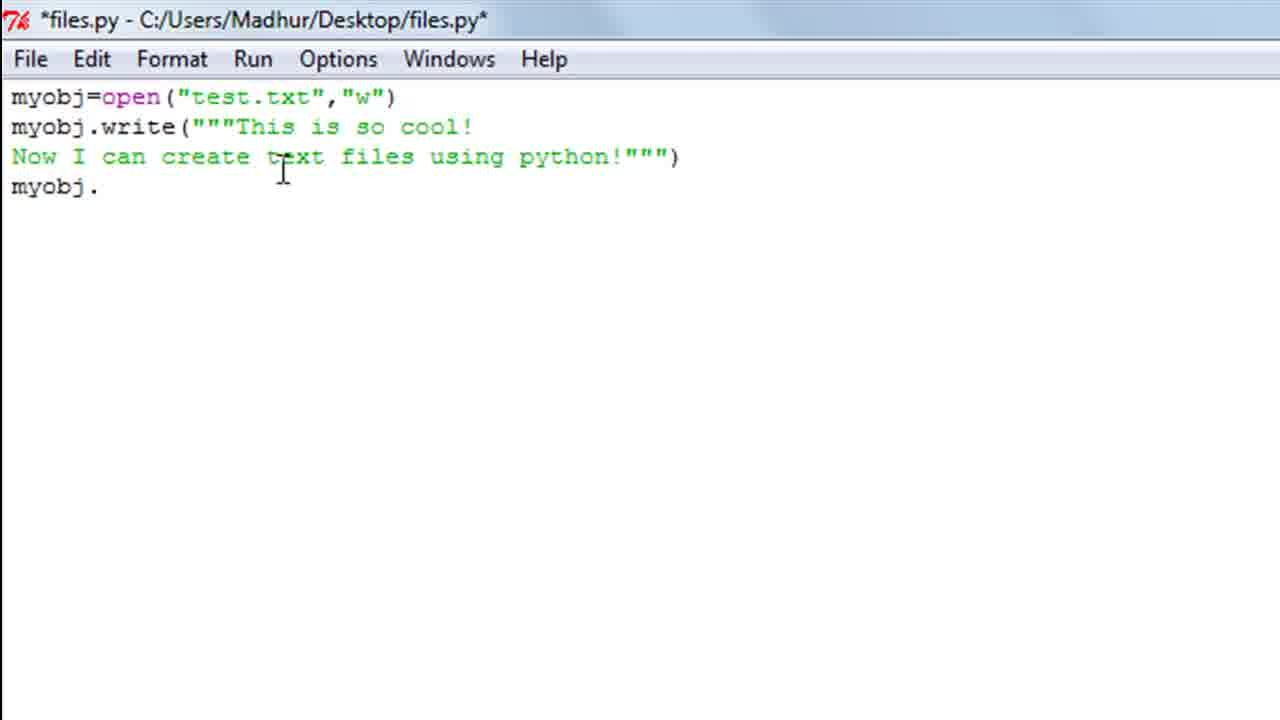 *files.py - C:/Users/Madhur/Desktop/files.py*
File Edit Format Run Options Windows Help
myobj=open("test.txt","w")
myobj.write("""This is so cool!
Now I can create text files using python!""")
myobj.